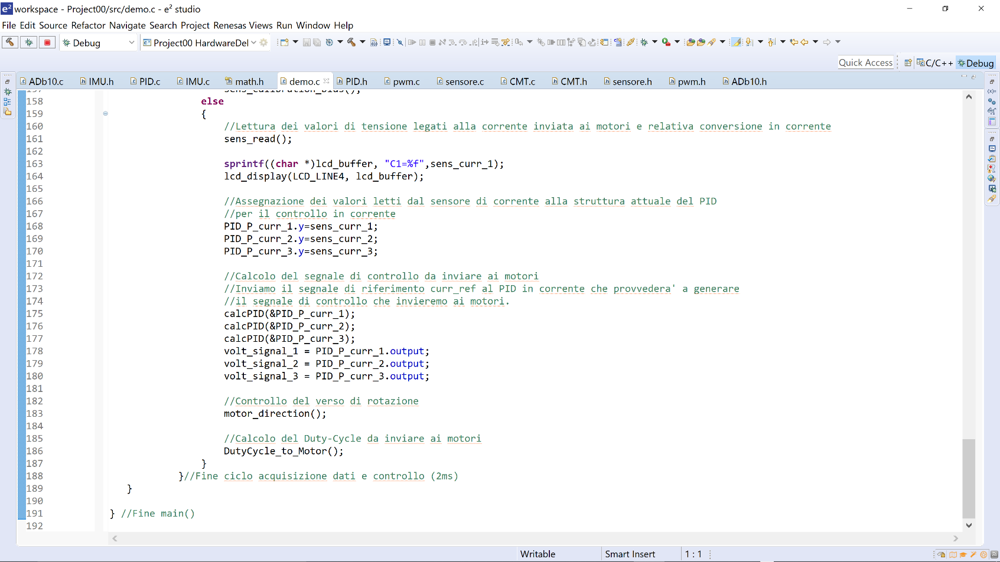 workspace - Project00/src/demo.c - e² studio
File Edit Source Refactor Navigate Search Project Renesas Views Run Window Help
Debug
Project00 HardwareDel
Quick Access
C/C++
Debug
ADb10.c IMU.h PID.c IMU.c math.h demo.c PID.h pwm.c sensore.c CMT.c CMT.h sensore.h pwm.h ADb10.h
158 else
159 {
160 //Lettura dei valori di tensione legati alla corrente inviata ai motori e relativa conversione in corrente
161 sens_read();
162
163 sprintf((char *)lcd_buffer, "C1=%f",sens_curr_1);
164 lcd_display(LCD_LINE4, lcd_buffer);
165
166 //Assegnazione dei valori letti dal sensore di corrente alla struttura attuale del PID
167 //per il controllo in corrente
168 PID_P_curr_1.y=sens_curr_1;
169 PID_P_curr_2.y=sens_curr_2;
170 PID_P_curr_3.y=sens_curr_3;
171
172 //Calcolo del segnale di controllo da inviare ai motori
173 //Inviamo il segnale di riferimento curr_ref al PID in corrente che provvedera' a generare
174 //il segnale di controllo che invieremo ai motori.
175 calcPID(&PID_P_curr_1);
176 calcPID(&PID_P_curr_2);
177 calcPID(&PID_P_curr_3);
178 volt_signal_1 = PID_P_curr_1.output;
179 volt_signal_2 = PID_P_curr_2.output;
180 volt_signal_3 = PID_P_curr_3.output;
181
182 //Controllo del verso di rotazione
183 motor_direction();
184
185 //Calcolo del Duty-Cycle da inviare ai motori
186 DutyCycle_to_Motor();
187 }
188 }//Fine ciclo acquisizione dati e controllo (2ms)
189 }
190
191 } //Fine main()
192
Writable Smart Insert 1 : 1